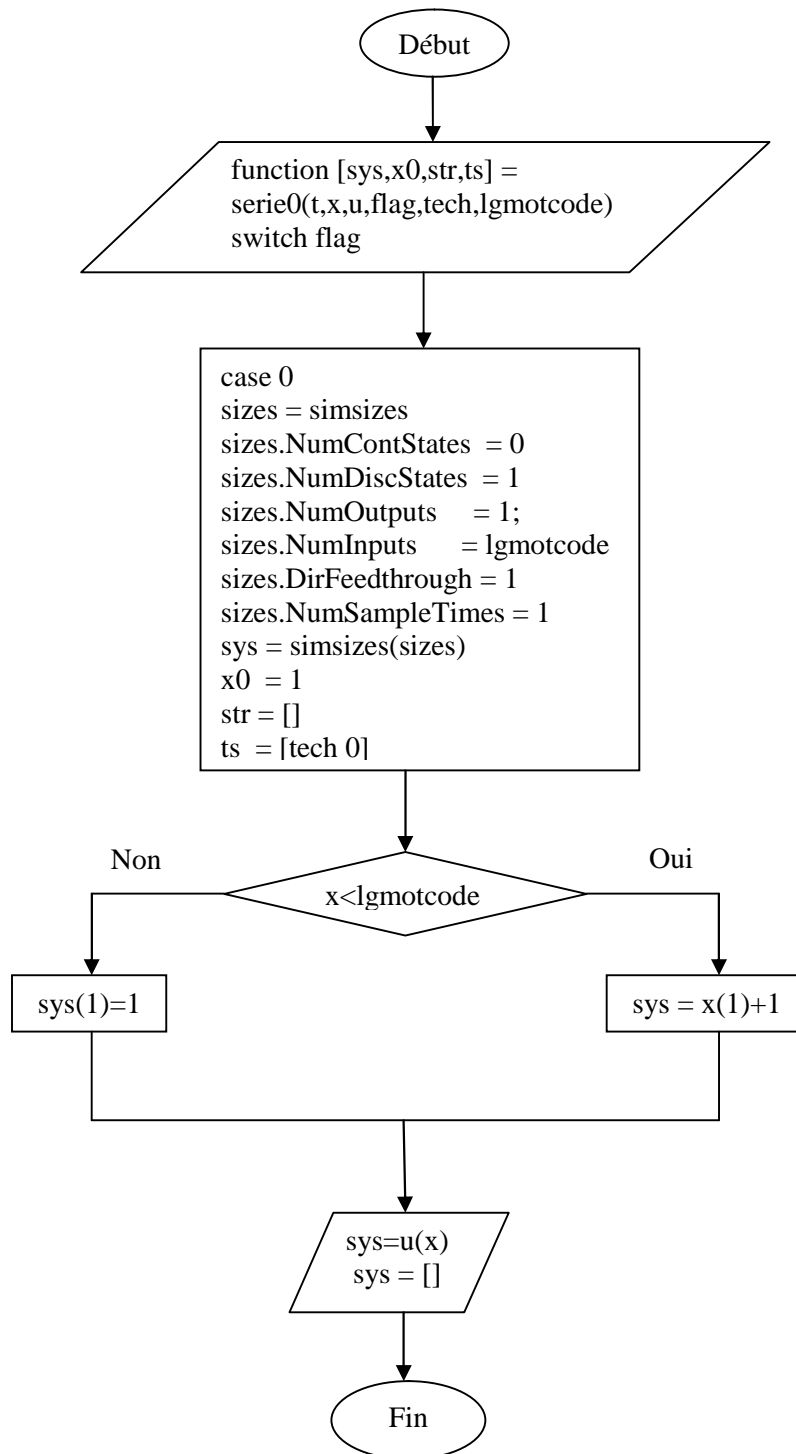 Début
function [sys,x0,str,ts] =
serie0(t,x,u,flag,tech,lgmotcode)
switch flag
case 0
sizes = simsizes
sizes.NumContStates = 0
sizes.NumDiscStates = 1
sizes.NumOutputs = 1;
sizes.NumInputs = lgmotcode
sizes.DirFeedthrough = 1
sizes.NumSampleTimes = 1
sys = simsizes(sizes)
x0 = 1
str = []
ts = [tech 0]
Non
Oui
x<lgmotcode
sys(1)=1
sys = x(1)+1
sys=u(x)
sys = []
Fin